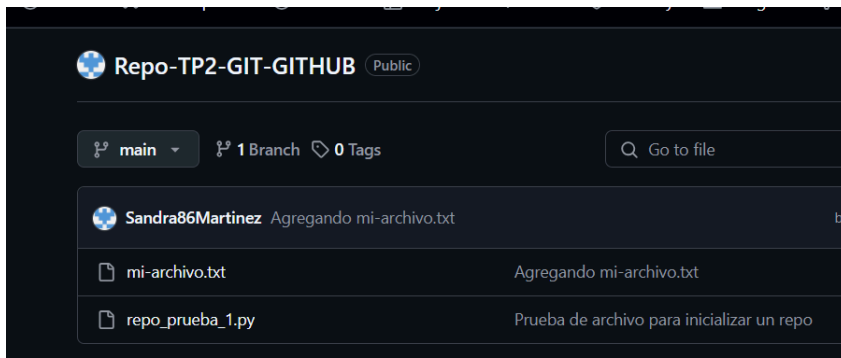 Repo-TP2-GIT-GITHUB Public
main 1 Branch 0 Tags Go to file
Sandra86Martinez Agregando mi-archivo.txt
mi-archivo.txt Agregando mi-archivo.txt
repo_prueba_1.py Prueba de archivo para inicializar un repo